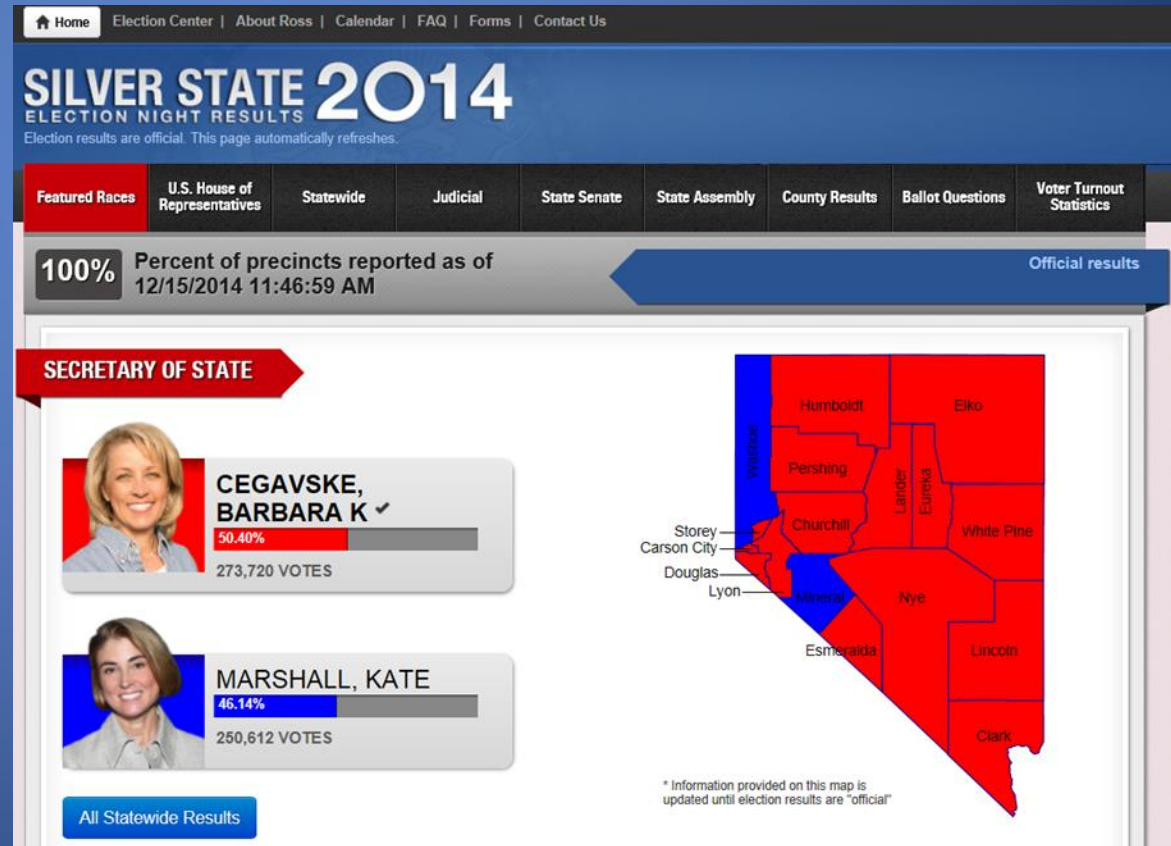 Home Election Center | About Ross | Calendar | FAQ | Forms | Contact Us
SILVER STATE 2014
ELECTION NIGHT RESULTS
Election results are official. This page automatically refreshes.
Featured Races
U.S. House of
Representatives
Statewide
Judicial
State Senate
State Assembly
County Results
Ballot Questions
Voter Turnout
Statistics
100%
Percent of precincts reported as of
12/15/2014 11:46:59 AM
Official results
SECRETARY OF STATE
CEGAVSKE,
BARBARA K ✔
50.40%
273,720 VOTES
MARSHALL, KATE
46.14%
250,612 VOTES
All Statewide Results
Humboldt
Elko
Washoe
Pershing
Lander
Eureka
Churchill
White Pine
Storey
Carson City
Douglas
Lyon
Mineral
Nye
Esmeralda
Lincoln
Clark
* Information provided on this map is
updated until election results are "official"